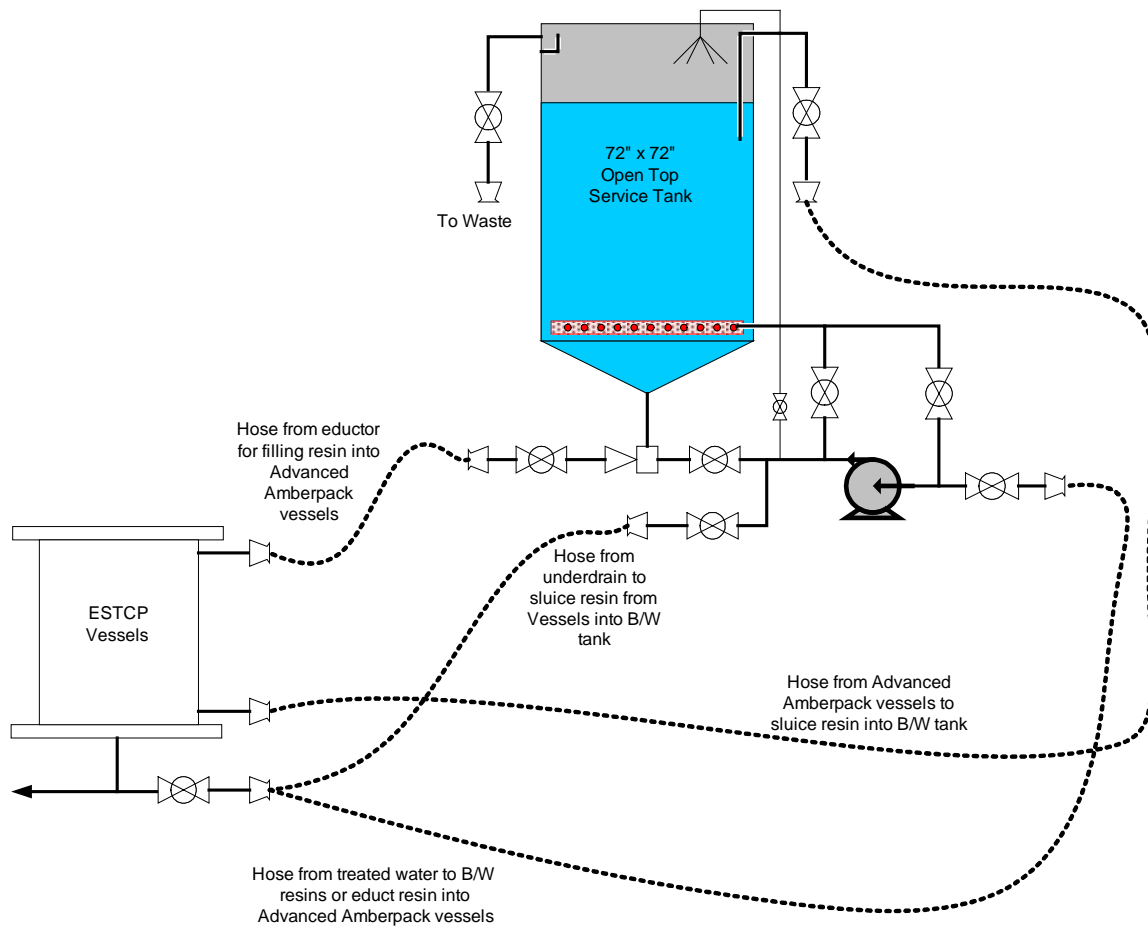 72" x 72"
Open Top
Service Tank
To Waste
Hose from eductor
for filling resin into
Advanced
Amberpack
vessels
Hose from
underdrain to
sluice resin from
Vessels into B/W
tank
ESTCP
Vessels
Hose from Advanced
Amberpack vessels to
sluice resin into B/W tank
Hose from treated water to B/W
resins or educt resin into
Advanced Amberpack vessels